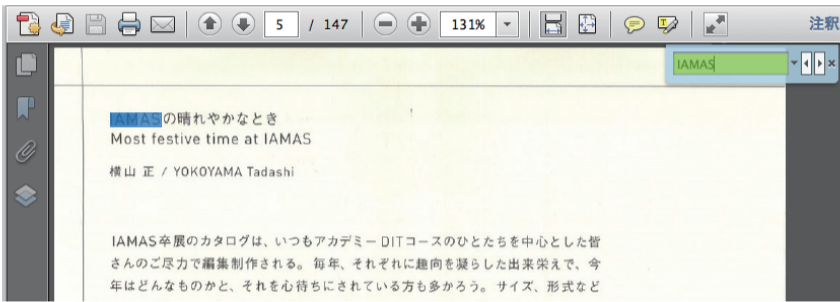 5 / 147 131% 注釈
IAMAS
IAMASの晴れやかなとき
Most festive time at IAMAS
横山 正 / YOKOYAMA Tadashi
IAMAS卒展のカタログは、いつもアカデミーDITコースのひとたちを中心とした皆
さんのご尽力で編集制作される。毎年、それぞれに趣向を凝らした出来栄えで、今
年はどんなものかと、それを心待ちにされている方も多かろう。サイズ、形式など